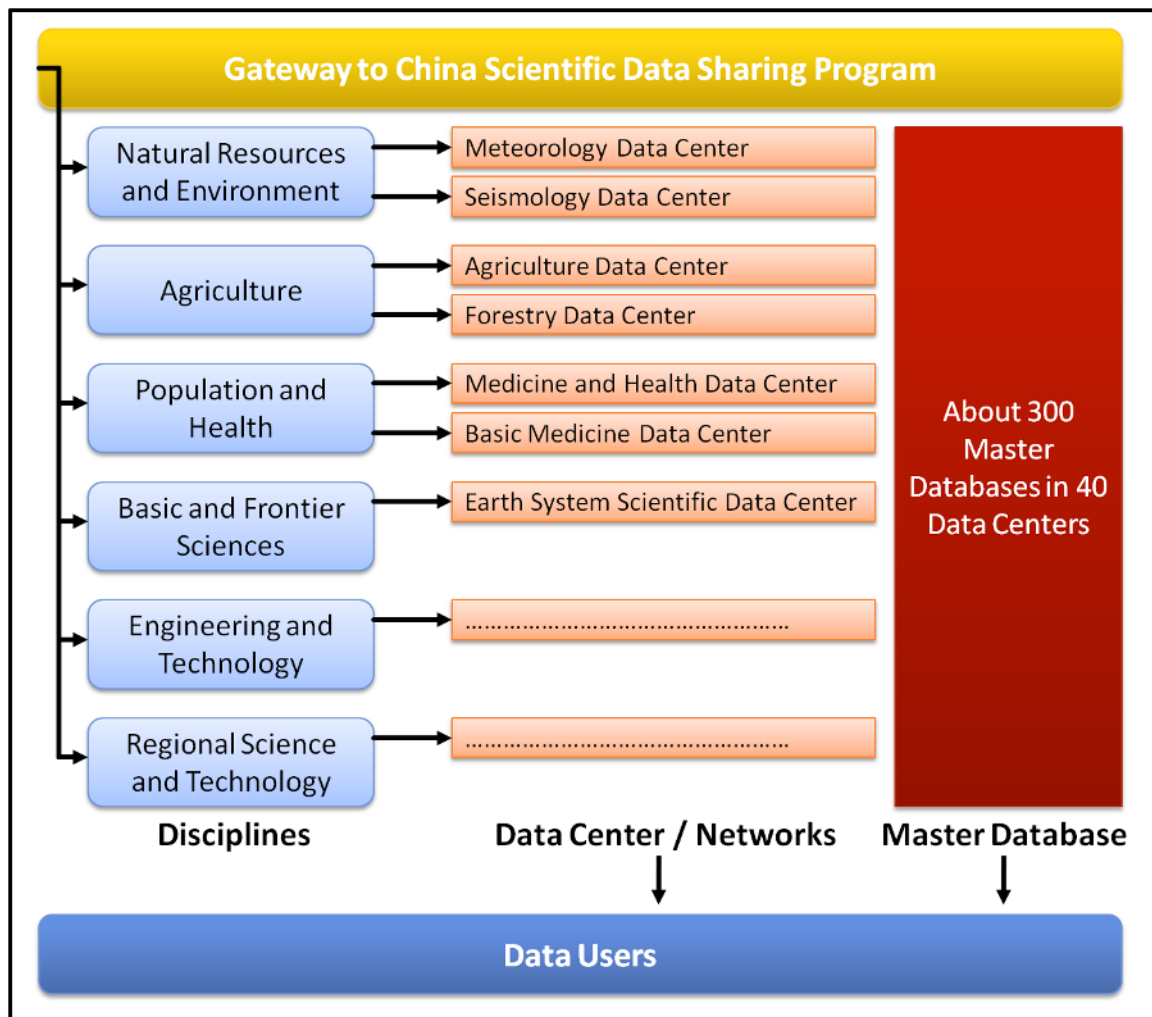 Gateway to China Scientific Data Sharing Program
Natural Resources
and Environment
Meteorology Data Center
Seismology Data Center
Agriculture
Agriculture Data Center
Forestry Data Center
Population and
Health
Medicine and Health Data Center
Basic Medicine Data Center
Basic and Frontier
Sciences
Earth System Scientific Data Center
Engineering and
Technology
……………………………………………
Regional Science
and Technology
……………………………………………
About 300
Master
Databases in 40
Data Centers
Disciplines
Data Center / Networks
Master Database
Data Users